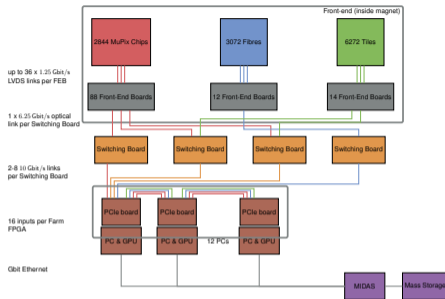 Front-end (inside magnet)
2844 MuPix Chips
3072 Fibres
6272 Tiles
up to 36 x 1.25 Gbit/s
LVDS links per FEB
88 Front-End Boards
12 Front-End Boards
14 Front-End Boards
1 x 6.25 Gbit/s optical
link per Switching Board
Switching Board
Switching Board
Switching Board
Switching Board
2-8 10 Gbit/s links
per Switching Board
PCIe board
PCIe board
PCIe board
16 inputs per Farm
FPGA
PC & GPU
PC & GPU
12 PCs
PC & GPU
Gbit Ethernet
MIDAS
Mass Storage